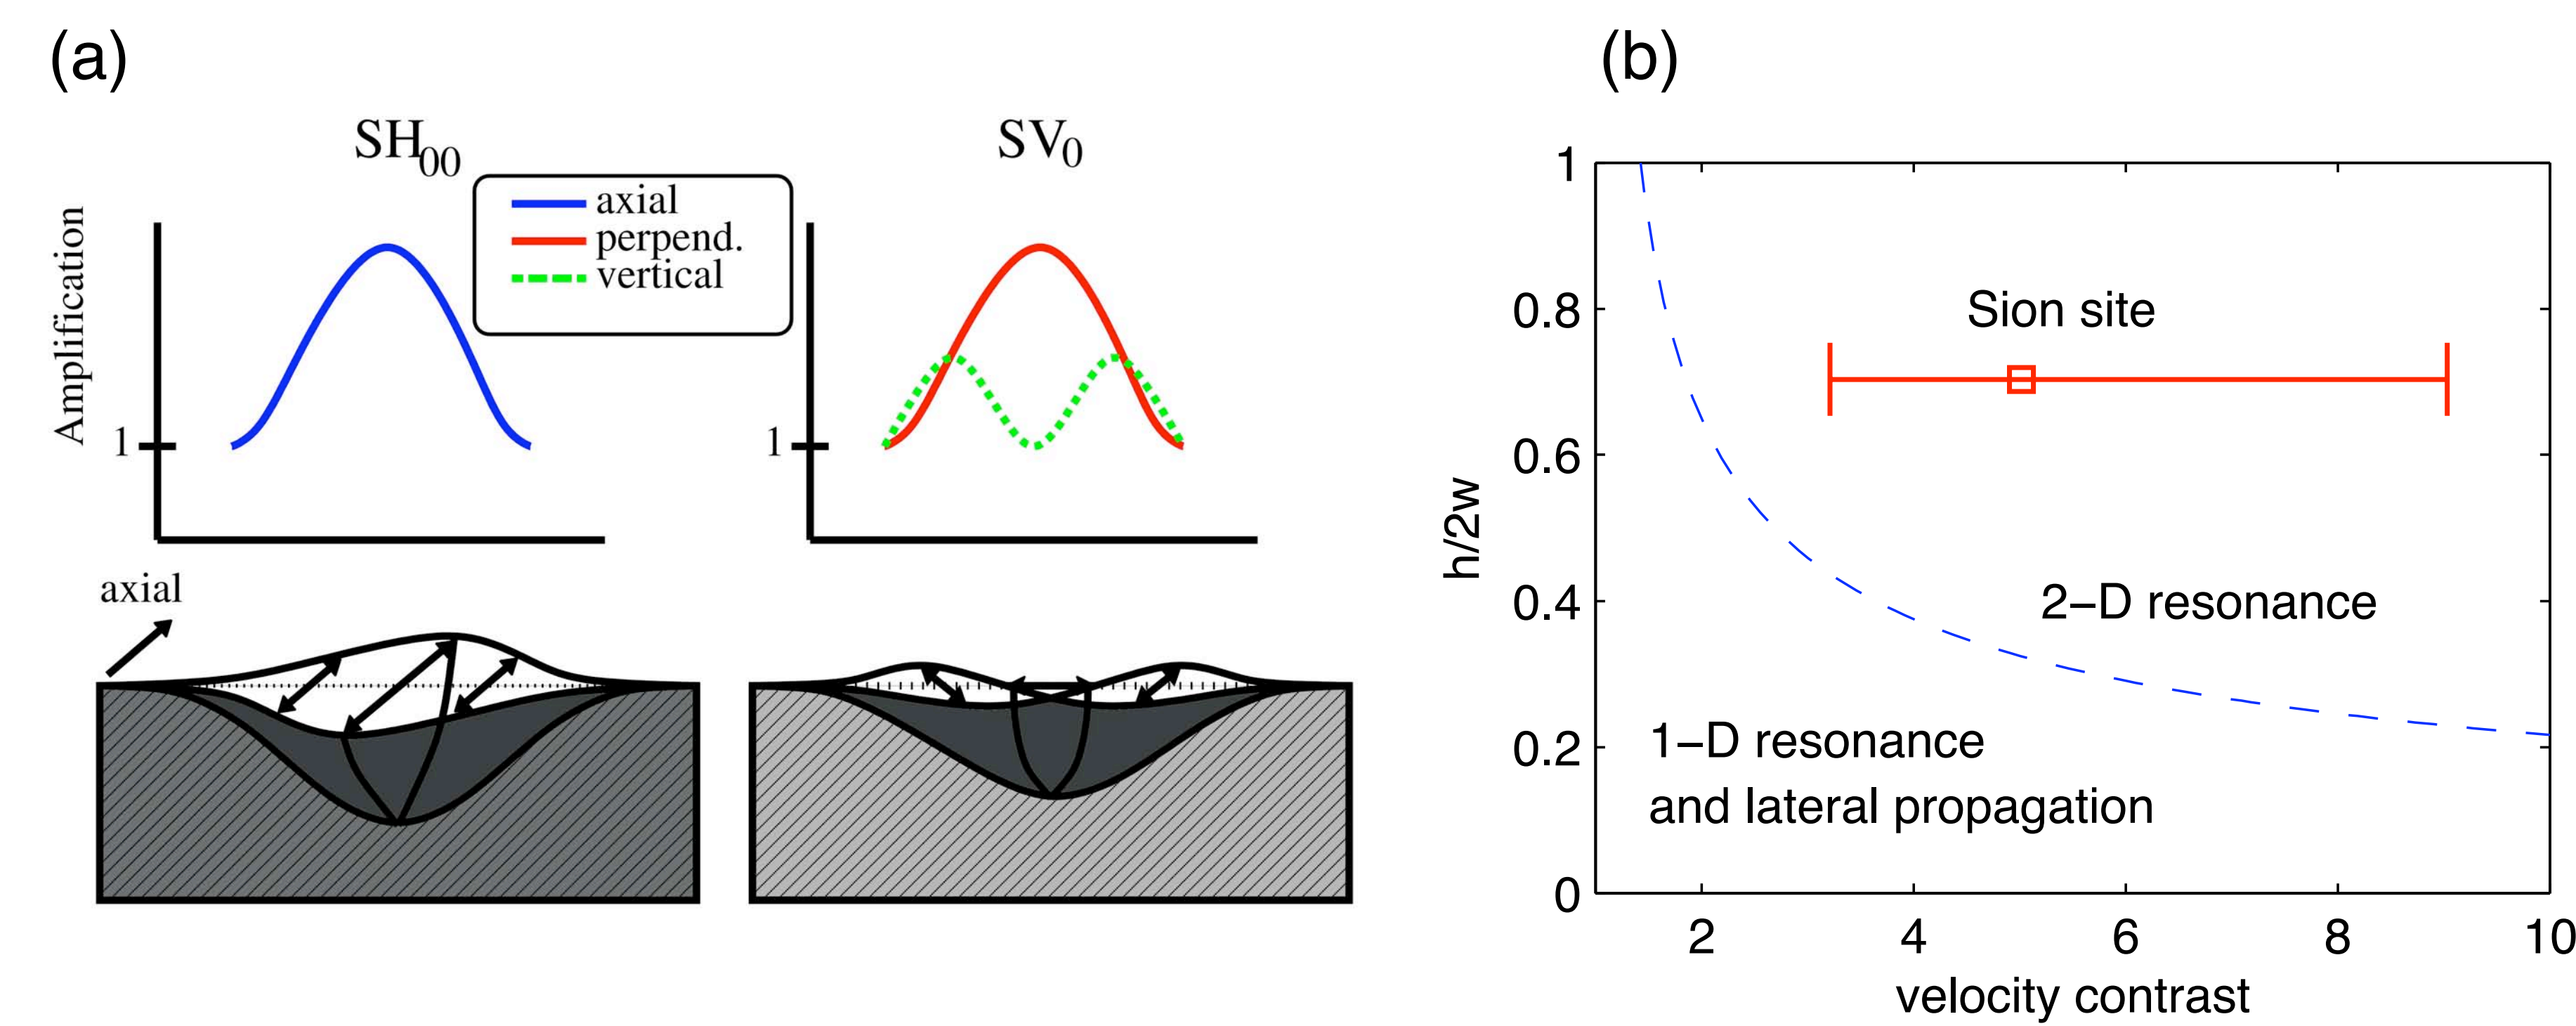 (a)
SH00
SV0
axial
perpend.
vertical
Amplification
1
1
axial
(b)
1
0.8
0.6
0.4
0.2
0
h/2w
Sion site
2–D resonance
1–D resonance
and lateral propagation
2
4
6
8
10
velocity contrast